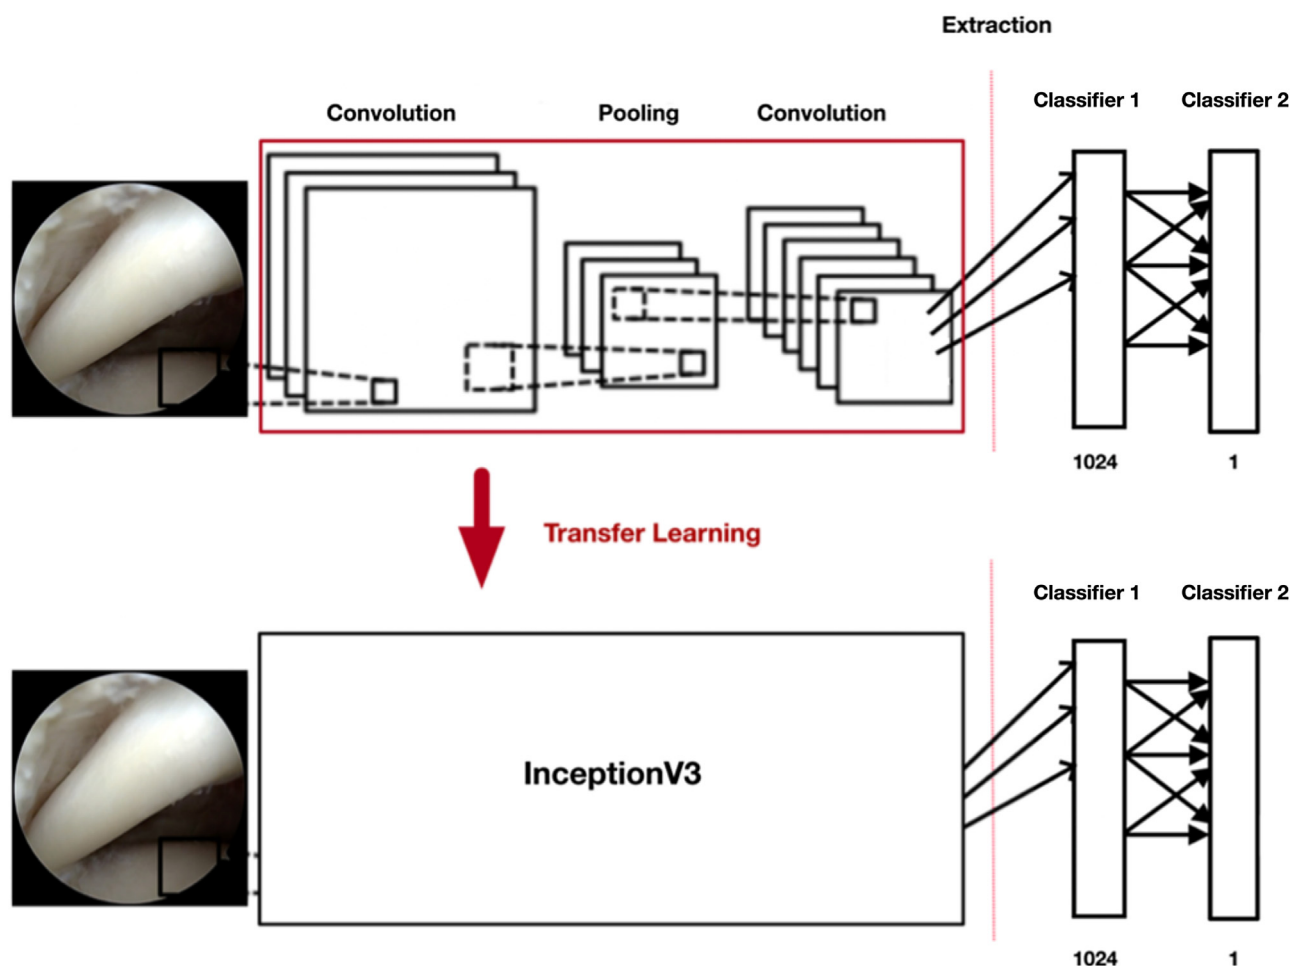 Extraction
Convolution Pooling Convolution Classifier 1 Classifier 2
1024 1
Transfer Learning
Classifier 1 Classifier 2
InceptionV3
1024 1